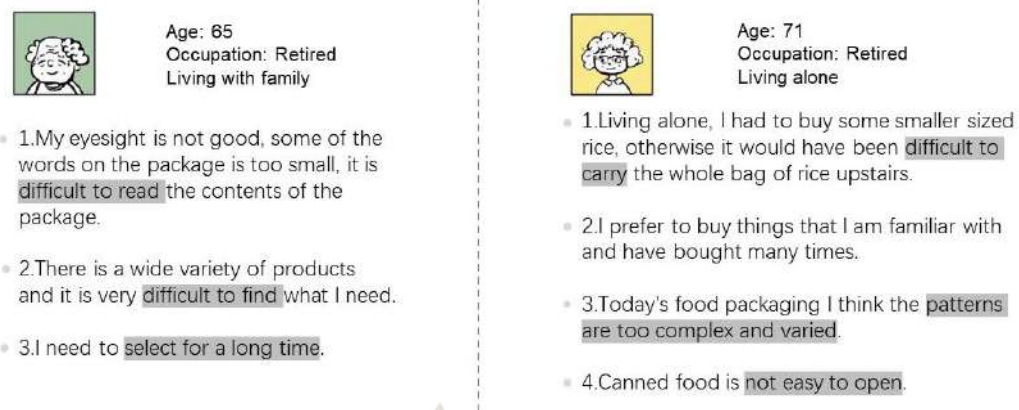 Age: 65
Occupation: Retired
Living with family
1.My eyesight is not good, some of the
words on the package is too small, it is
difficult to read the contents of the
package.
2.There is a wide variety of products
and it is very difficult to find what I need.
3.I need to select for a long time.
Age: 71
Occupation: Retired
Living alone
1.Living alone, I had to buy some smaller sized
rice, otherwise it would have been difficult to
carry the whole bag of rice upstairs.
2.I prefer to buy things that I am familiar with
and have bought many times.
3.Today's food packaging I think the patterns
are too complex and varied.
4.Canned food is not easy to open.